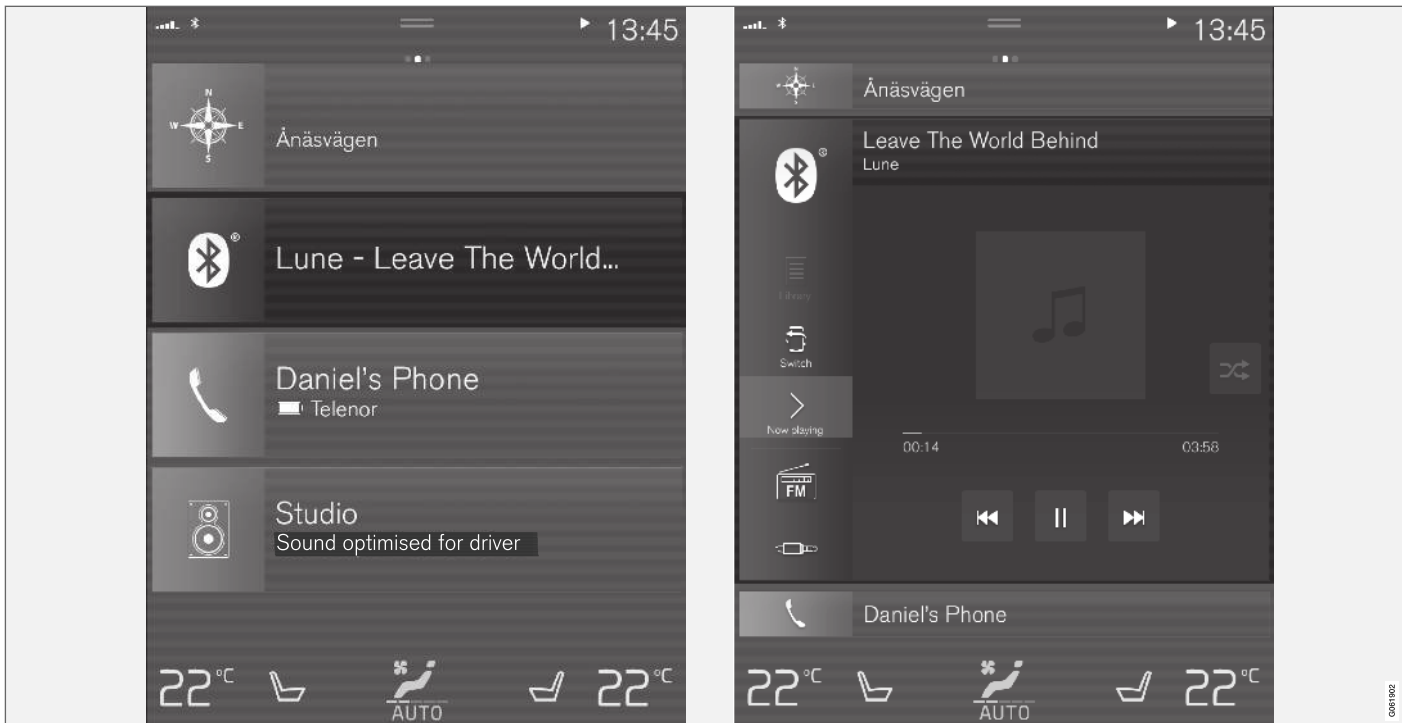 13:45
N
W E
S
Ånäsvägen
Lune - Leave The World...
Daniel's Phone
Telenor
Studio
Sound optimised for driver
22°C
AUTO
22°C
13:45
Ånäsvägen
Leave The World Behind
Lune
Library
Switch
Now playing
00:14
03:58
FM
Daniel's Phone
22°C
AUTO
22°C
G061902